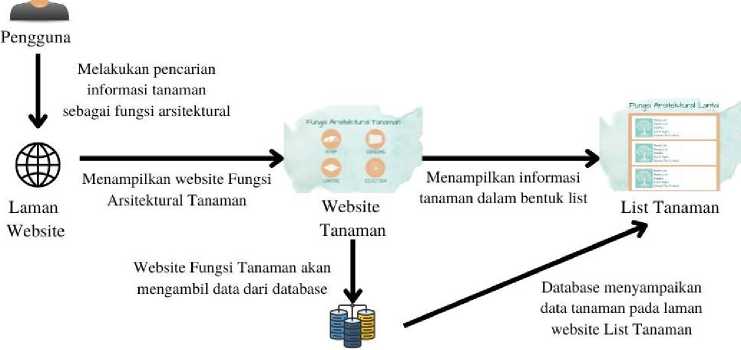 Pengguna
Melakukan pencarian
informasi tanaman
sebagai fungsi arsitektural
Laman
Website
Menampilkan website Fungsi
Arsitektural Tanaman
Fungsi Arsitektural Tanaman
Website
Tanaman
Menampilkan informasi
tanaman dalam bentuk list
Fungsi Arsitektural Lantai
List Tanaman
Website Fungsi Tanaman akan
mengambil data dari database
Database menyampaikan
data tanaman pada laman
website List Tanaman